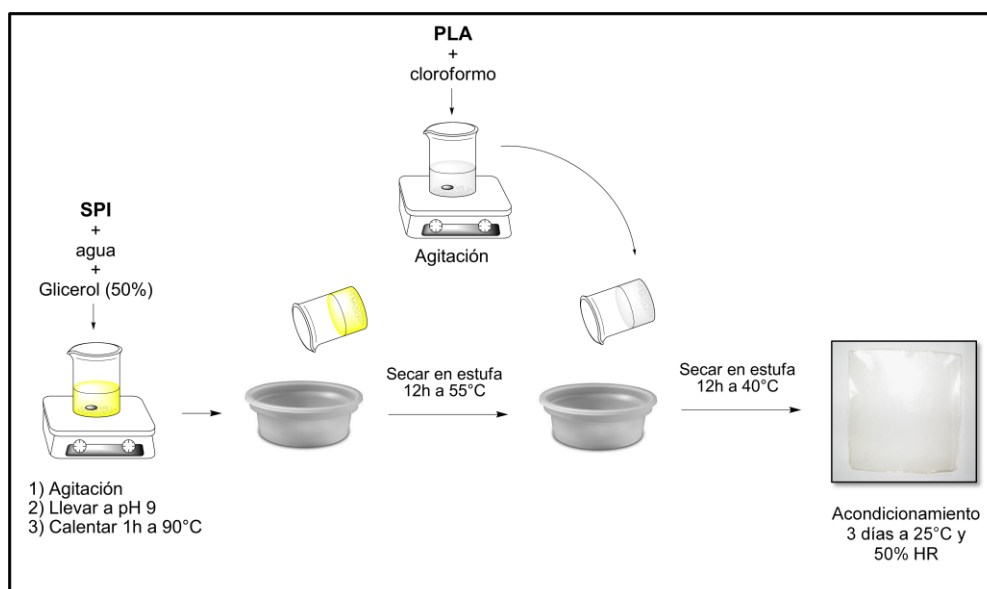 PLA
+
cloroformo
Agitación
SPI
+
agua
+
Glicerol (50%)
1) Agitación
2) Llevar a pH 9
3) Calentar 1h a 90°C
Secar en estufa
12h a 55°C
Secar en estufa
12h a 40°C
Acondicionamiento
3 días a 25°C y
50% HR